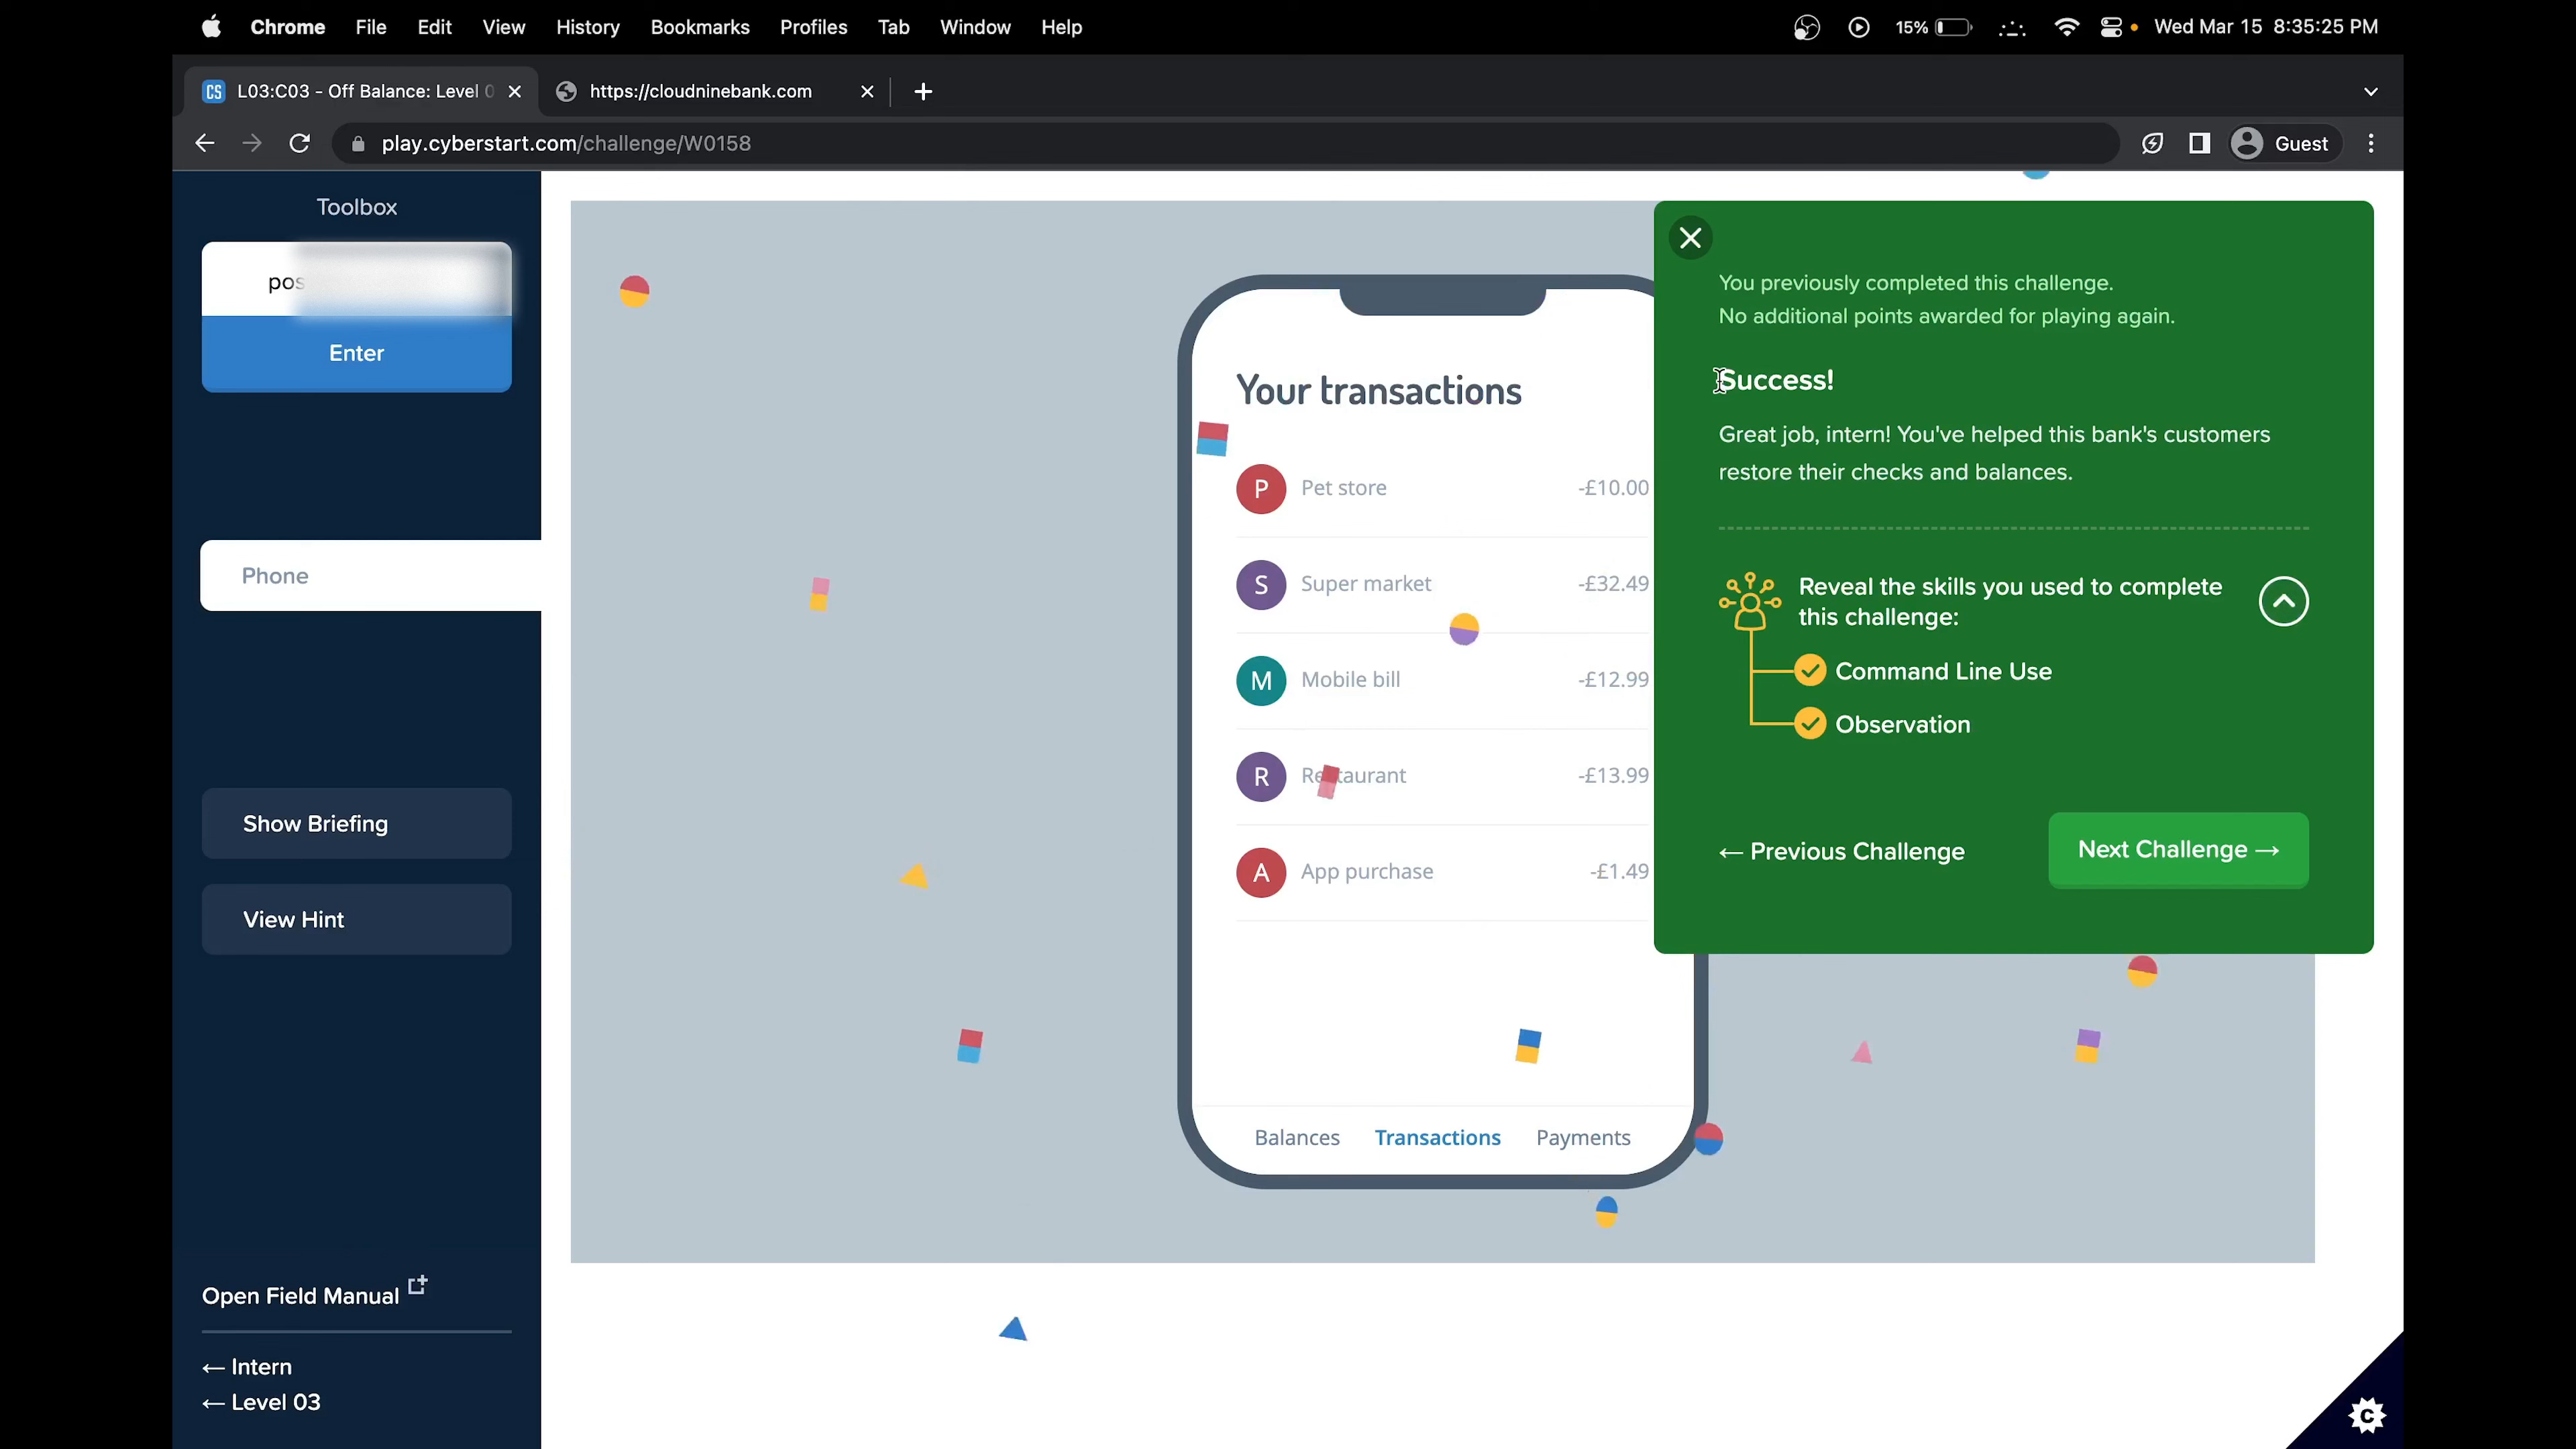 Chrome File Edit View History Bookmarks Profiles Tab Window Help 15% Wed Mar 15 8:35:25 PM
CS L03:C03 - Off Balance: Level 0 https://cloudninebank.com
play.cyberstart.com/challenge/W0158 Guest
Toolbox
pos
Enter
Phone
Show Briefing
View Hint
Open Field Manual
← Intern
← Level 03
Your transactions
P Pet store -£10.00
S Super market -£32.49
M Mobile bill -£12.99
R Restaurant -£13.99
A App purchase -£1.49
Balances Transactions Payments
You previously completed this challenge.
No additional points awarded for playing again.
Success!
Great job, intern! You've helped this bank's customers
restore their checks and balances.
Reveal the skills you used to complete
this challenge:
Command Line Use
Observation
← Previous Challenge
Next Challenge →
C